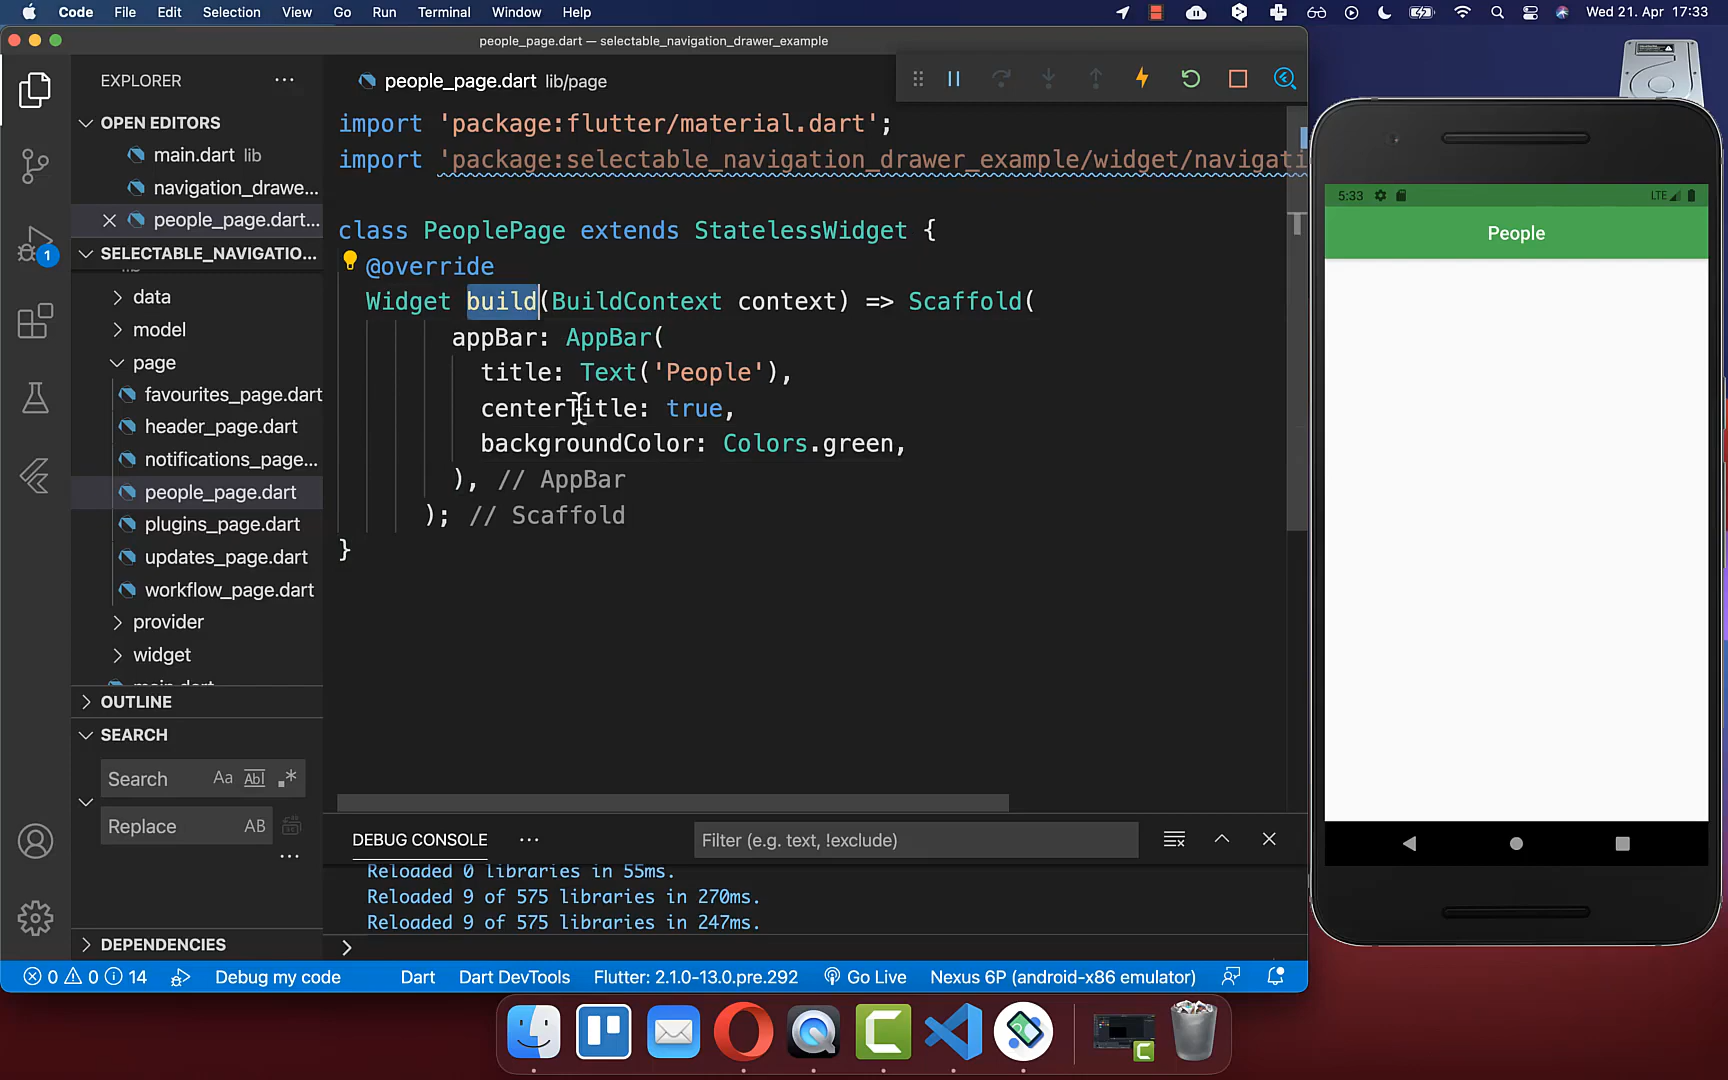 Code File Edit Selection View Go Run Terminal Window Help Wed 21. Apr 17:33
people_page.dart — selectable_navigation_drawer_example
EXPLORER
people_page.dart lib/page
OPEN EDITORS
main.dart lib
navigation_drawe...
people_page.dart...
SELECTABLE_NAVIGATIO...
lib
data
model
page
favourites_page.dart
header_page.dart
notifications_page...
people_page.dart
plugins_page.dart
updates_page.dart
workflow_page.dart
provider
widget
main.dart
OUTLINE
SEARCH
Search Aa Abl .*
Replace AB
...
DEPENDENCIES
1
import 'package:flutter/material.dart';
import 'package:selectable_navigation_drawer_example/widget/navigati
class PeoplePage extends StatelessWidget {
@override
Widget build(BuildContext context) => Scaffold(
appBar: AppBar(
title: Text('People'),
centerTitle: true,
backgroundColor: Colors.green,
), // AppBar
); // Scaffold
}
DEBUG CONSOLE ... Filter (e.g. text, !exclude)
Reloaded 0 libraries in 55ms.
Reloaded 9 of 575 libraries in 270ms.
Reloaded 9 of 575 libraries in 247ms.
0 0 14 Debug my code Dart Dart DevTools Flutter: 2.1.0-13.0.pre.292 Go Live Nexus 6P (android-x86 emulator)
5:33 LTE
People